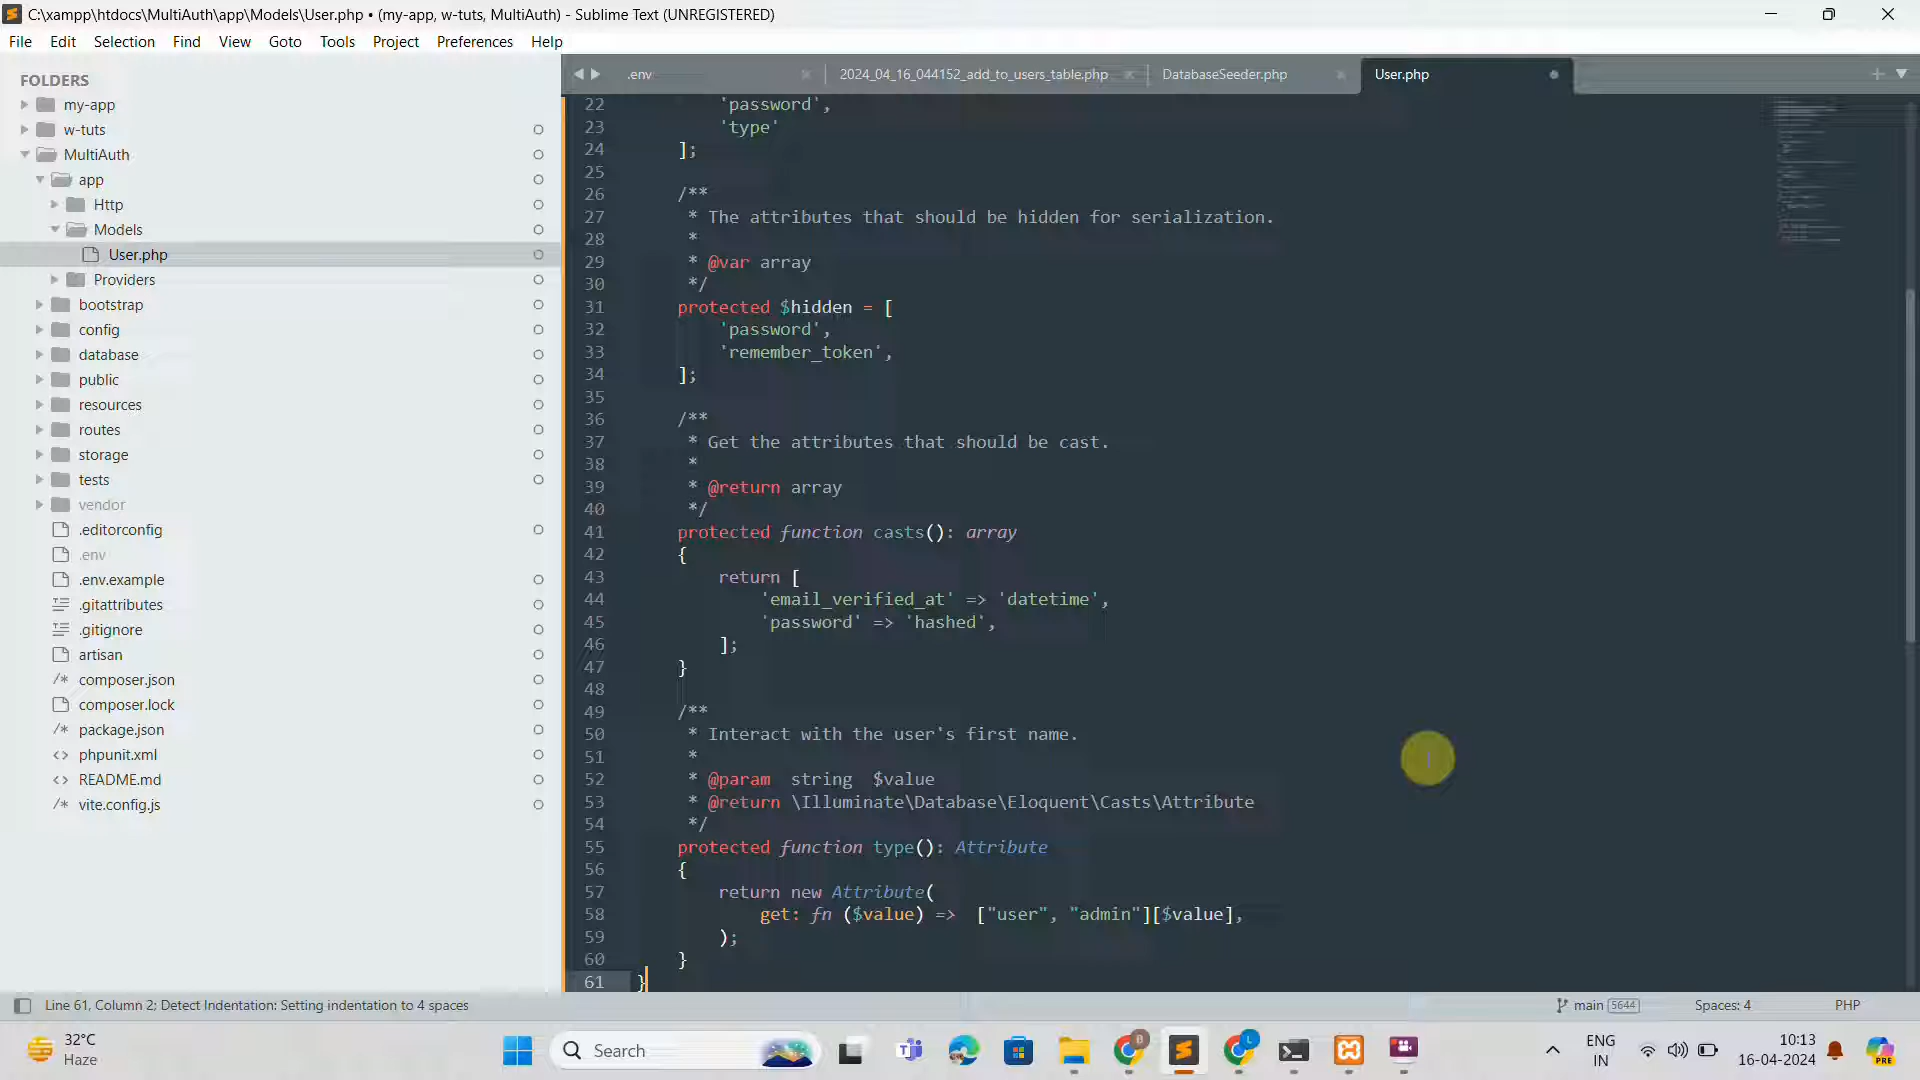 C:\xampp\htdocs\MultiAuth\app\Models\User.php • (my-app, w-tuts, MultiAuth) - Sublime Text (UNREGISTERED)
File Edit Selection Find View Goto Tools Project Preferences Help
FOLDERS
my-app
w-tuts
MultiAuth
app
Http
Models
User.php
Providers
bootstrap
config
database
public
resources
routes
storage
tests
vendor
.editorconfig
.env
.env.example
.gitattributes
.gitignore
artisan
composer.json
composer.lock
package.json
phpunit.xml
README.md
vite.config.js
.env 2024_04_16_044152_add_to_users_table.php DatabaseSeeder.php User.php
22 'password',
23 'type'
24 ];
25
26 /**
27 * The attributes that should be hidden for serialization.
28 *
29 * @var array
30 */
31 protected $hidden = [
32 'password',
33 'remember_token',
34 ];
35
36 /**
37 * Get the attributes that should be cast.
38 *
39 * @return array
40 */
41 protected function casts(): array
42 {
43 return [
44 'email_verified_at' => 'datetime',
45 'password' => 'hashed',
46 ];
47 }
48
49 /**
50 * Interact with the user's first name.
51 *
52 * @param string $value
53 * @return \Illuminate\Database\Eloquent\Casts\Attribute
54 */
55 protected function type(): Attribute
56 {
57 return new Attribute(
58 get: fn ($value) => ["user", "admin"][$value],
59 );
60 }
61 }
Line 61, Column 2; Detect Indentation: Setting indentation to 4 spaces main 5644 Spaces: 4 PHP
32°C
Haze
Search
ENG
IN
10:13
16-04-2024
PRE